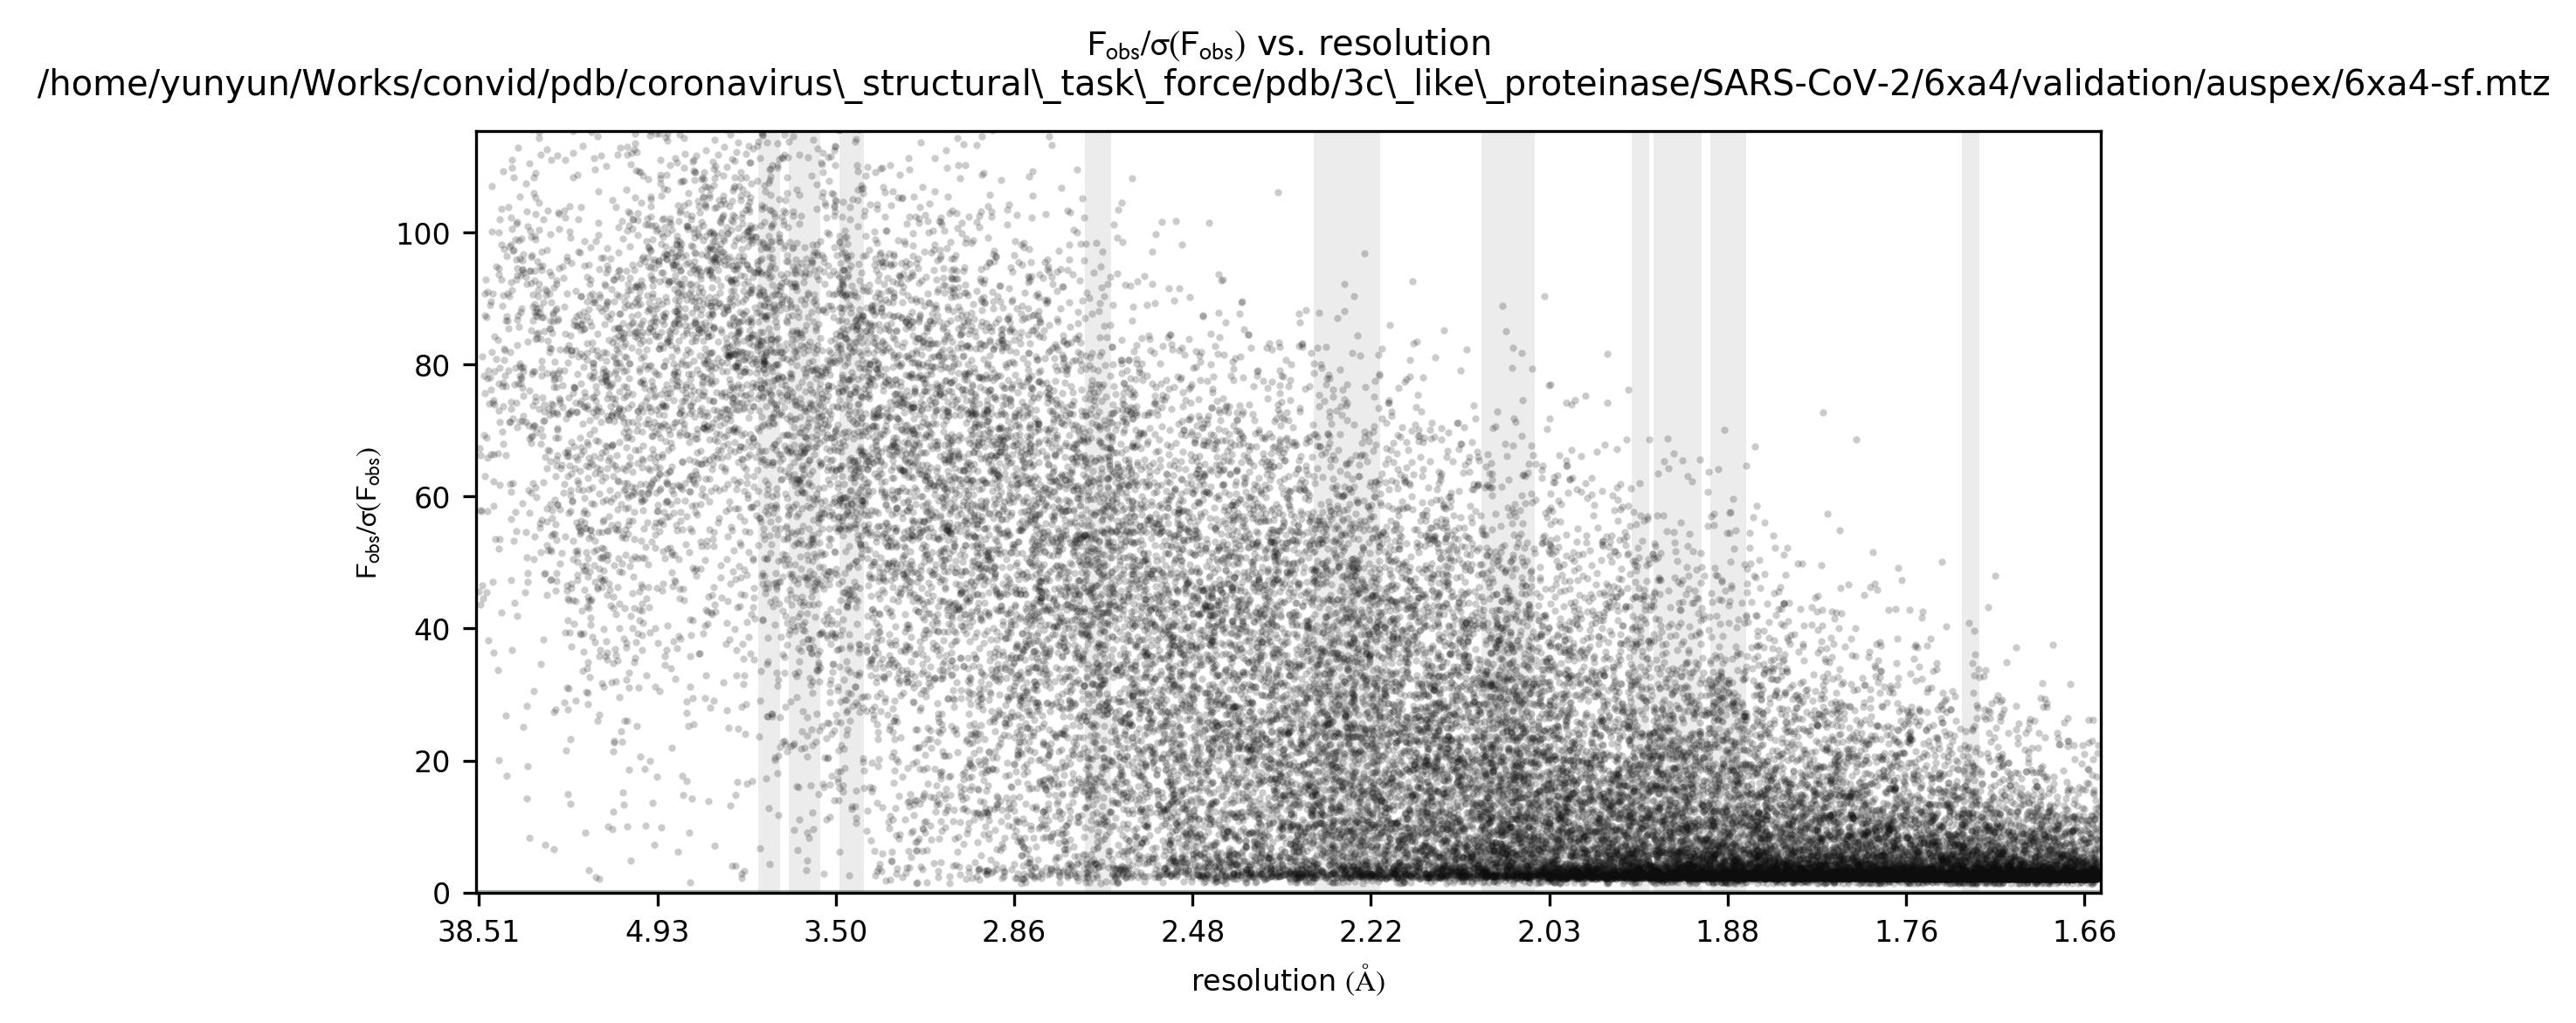 Fobs/σ(Fobs) vs. resolution
/home/yunyun/Works/convid/pdb/coronavirus\_structural\_task\_force/pdb/3c\_like\_proteinase/SARS-CoV-2/6xa4/validation/auspex/6xa4-sf.mtz
Fobs/σ(Fobs)
100
80
60
40
20
0
38.51 4.93 3.50 2.86 2.48 2.22 2.03 1.88 1.76 1.66
resolution (Å)